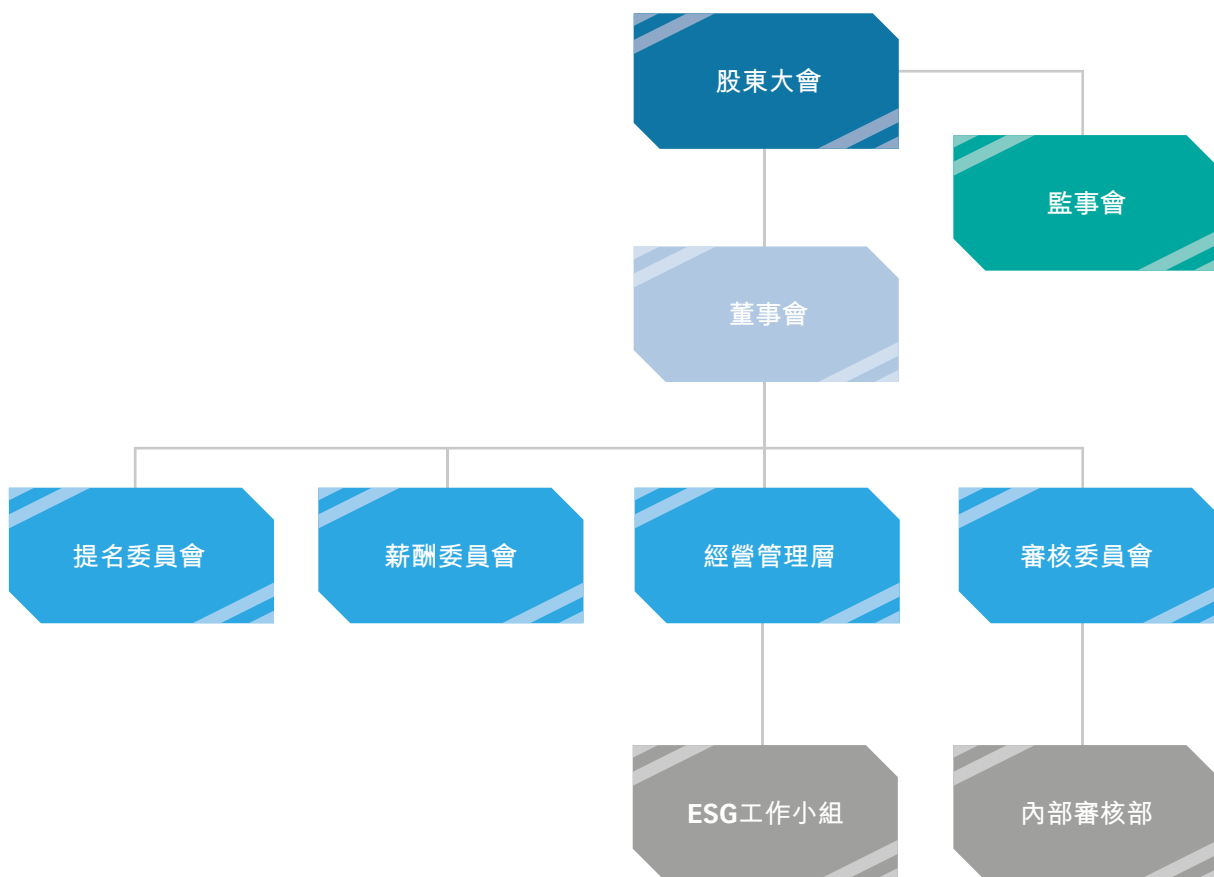 股東大會
監事會
董事會
提名委員會
薪酬委員會
經營管理層
審核委員會
ESG工作小組
內部審核部